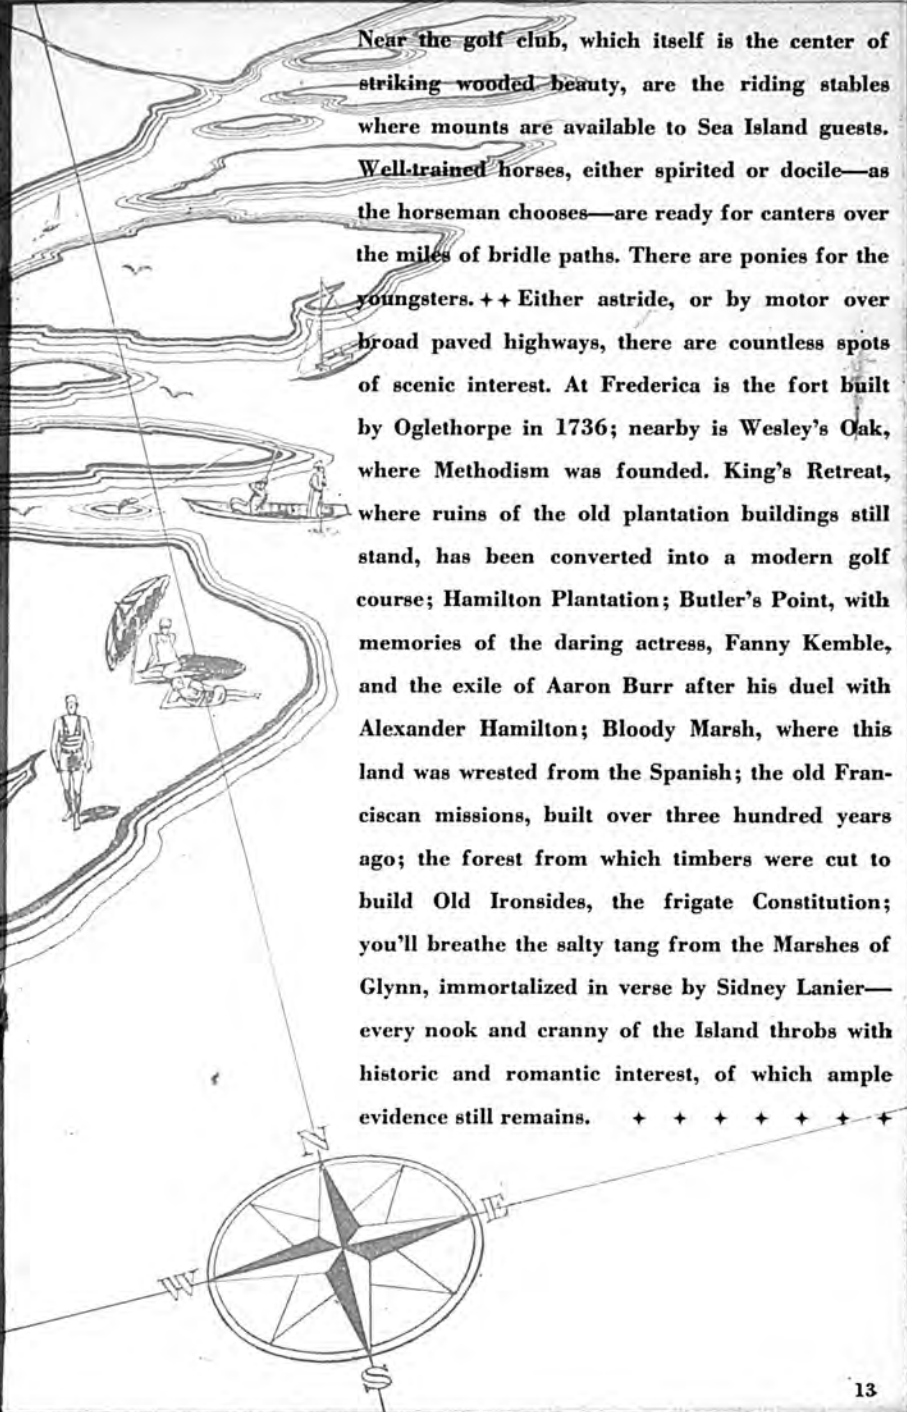 Near the golf club, which itself is the center of
striking wooded beauty, are the riding stables
where mounts are available to Sea Island guests.
Well-trained horses, either spirited or docile—as
the horseman chooses—are ready for canters over
the miles of bridle paths. There are ponies for the
youngsters. ++ Either astride, or by motor over
broad paved highways, there are countless spots
of scenic interest. At Frederica is the fort built
by Oglethorpe in 1736; nearby is Wesley's Oak,
where Methodism was founded. King's Retreat,
where ruins of the old plantation buildings still
stand, has been converted into a modern golf
course; Hamilton Plantation; Butler's Point, with
memories of the daring actress, Fanny Kemble,
and the exile of Aaron Burr after his duel with
Alexander Hamilton; Bloody Marsh, where this
land was wrested from the Spanish; the old Fran-
ciscan missions, built over three hundred years
ago; the forest from which timbers were cut to
build Old Ironsides, the frigate Constitution;
you'll breathe the salty tang from the Marshes of
Glynn, immortalized in verse by Sidney Lanier—
every nook and cranny of the Island throbs with
historic and romantic interest, of which ample
evidence still remains. + + + + + + +
N
E
W
S
13